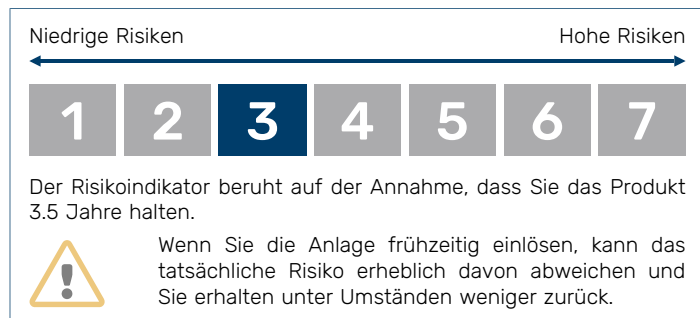 Niedrige Risiken Hohe Risiken
1 2 3 4 5 6 7
Der Risikoindikator beruht auf der Annahme, dass Sie das Produkt
3.5 Jahre halten.
Wenn Sie die Anlage frühzeitig einlösen, kann das
tatsächliche Risiko erheblich davon abweichen und
Sie erhalten unter Umständen weniger zurück.